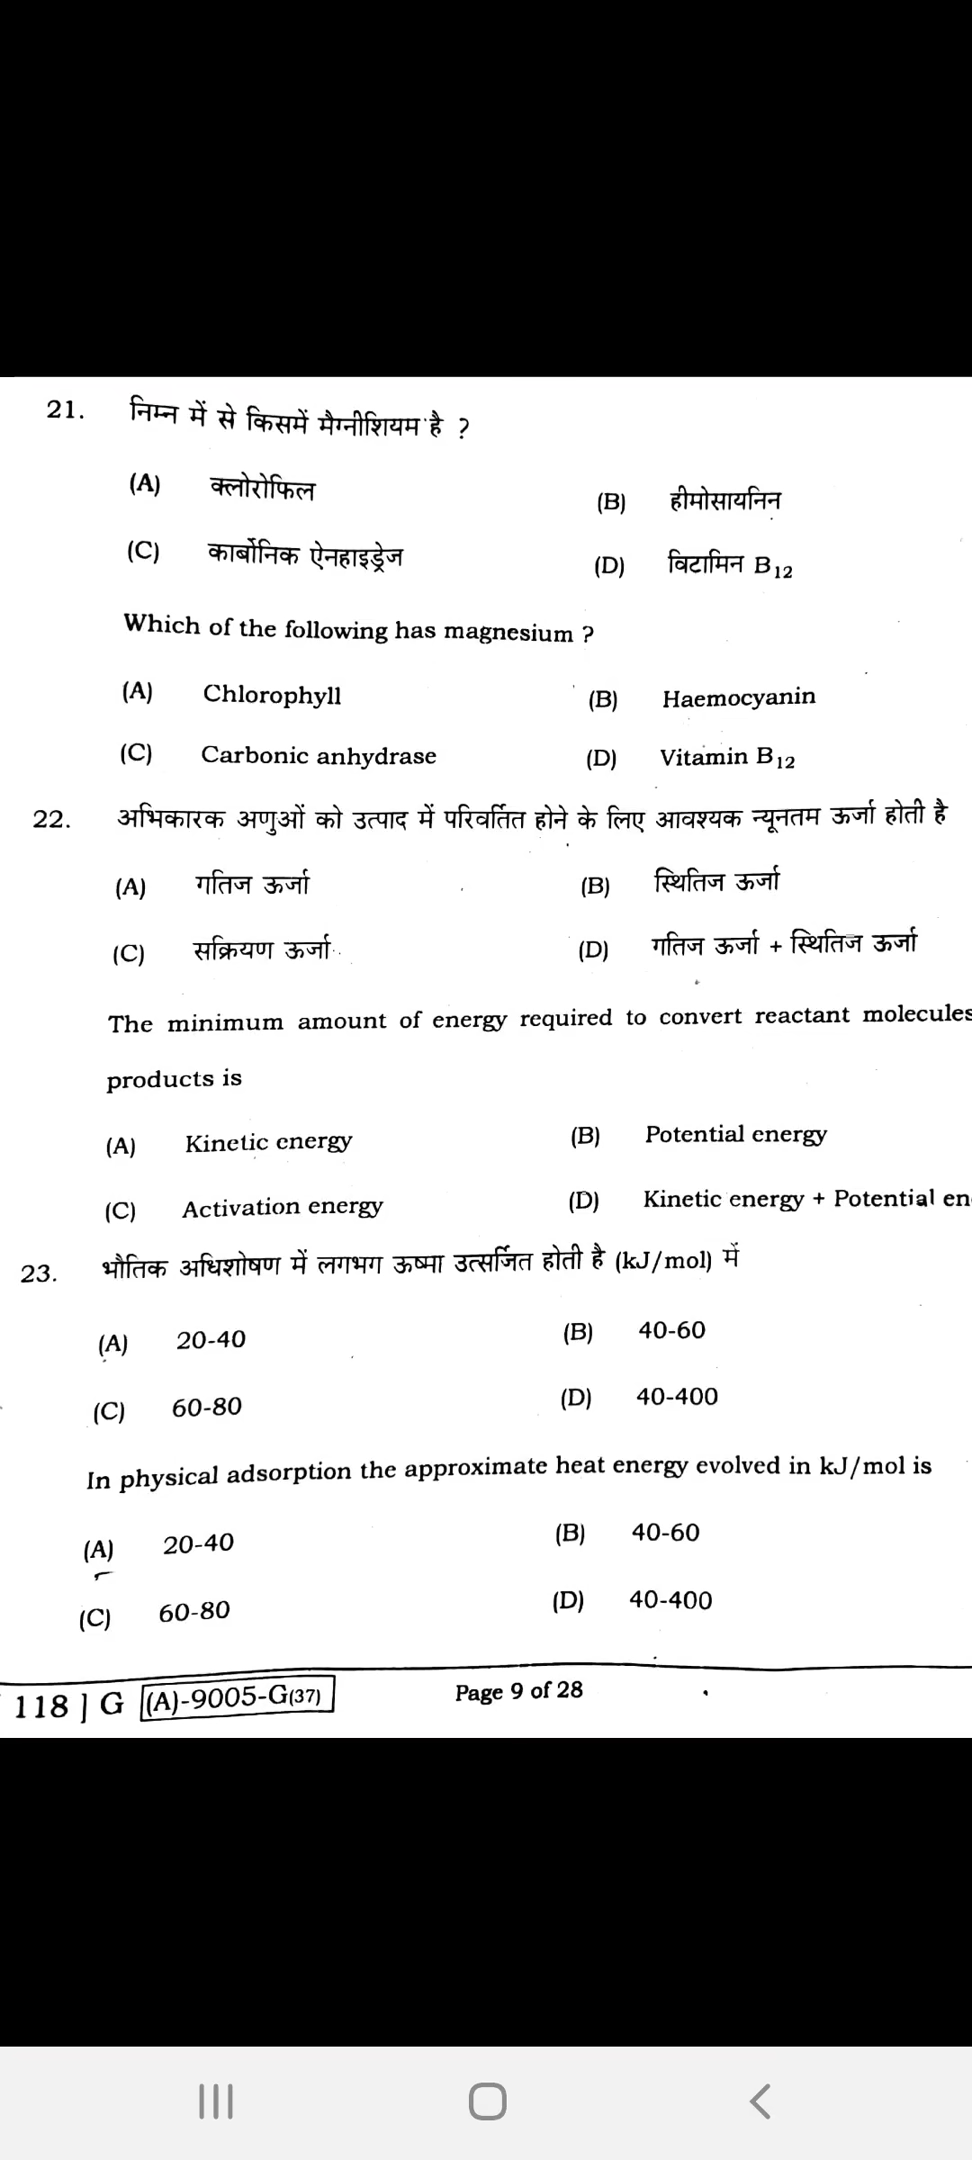 21. निम्न में से किसमें मैग्नीशियम है ?
(A) क्लोरोफिल (B) हीमोसायनिन
(C) कार्बोनिक ऐनहाइड्रेज (D) विटामिन B₁₂
Which of the following has magnesium ?
(A) Chlorophyll (B) Haemocyanin
(C) Carbonic anhydrase (D) Vitamin B₁₂
22. अभिकारक अणुओं को उत्पाद में परिवर्तित होने के लिए आवश्यक न्यूनतम ऊर्जा होती है
(A) गतिज ऊर्जा (B) स्थितिज ऊर्जा
(C) सक्रियण ऊर्जा (D) गतिज ऊर्जा + स्थितिज ऊर्जा
The minimum amount of energy required to convert reactant molecules
products is
(A) Kinetic energy (B) Potential energy
(C) Activation energy (D) Kinetic energy + Potential en
23. भौतिक अधिशोषण में लगभग ऊष्मा उत्सर्जित होती है (kJ/mol) में
(A) 20-40 (B) 40-60
(C) 60-80 (D) 40-400
In physical adsorption the approximate heat energy evolved in kJ/mol is
(A) 20-40 (B) 40-60
(C) 60-80 (D) 40-400
118 ] G (A)-9005-G(37) Page 9 of 28